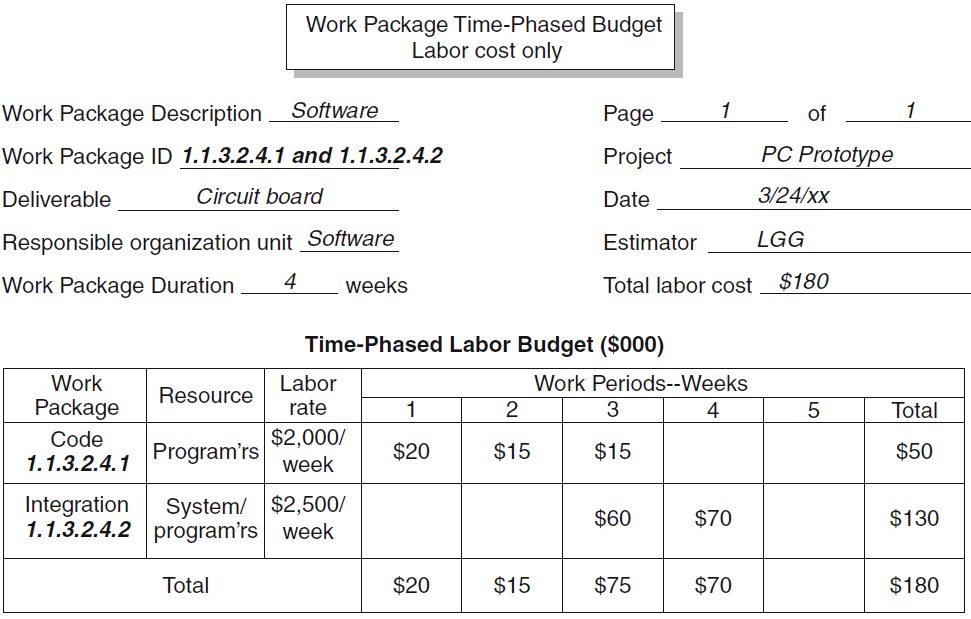 Work Package Time-Phased Budget
Labor cost only
Work Package Description Software
Page 1 of 1
Work Package ID 1.1.3.2.4.1 and 1.1.3.2.4.2
Project PC Prototype
Deliverable Circuit board
Date 3/24/xx
Responsible organization unit Software
Estimator LGG
Work Package Duration 4 weeks
Total labor cost $180
Time-Phased Labor Budget ($000)
Work Package Resource Labor rate Work Periods--Weeks
1 2 3 4 5 Total
Code 1.1.3.2.4.1 Program'rs $2,000/ week $20 $15 $15 $50
Integration 1.1.3.2.4.2 System/ program'rs $2,500/ week $60 $70 $130
Total $20 $15 $75 $70 $180